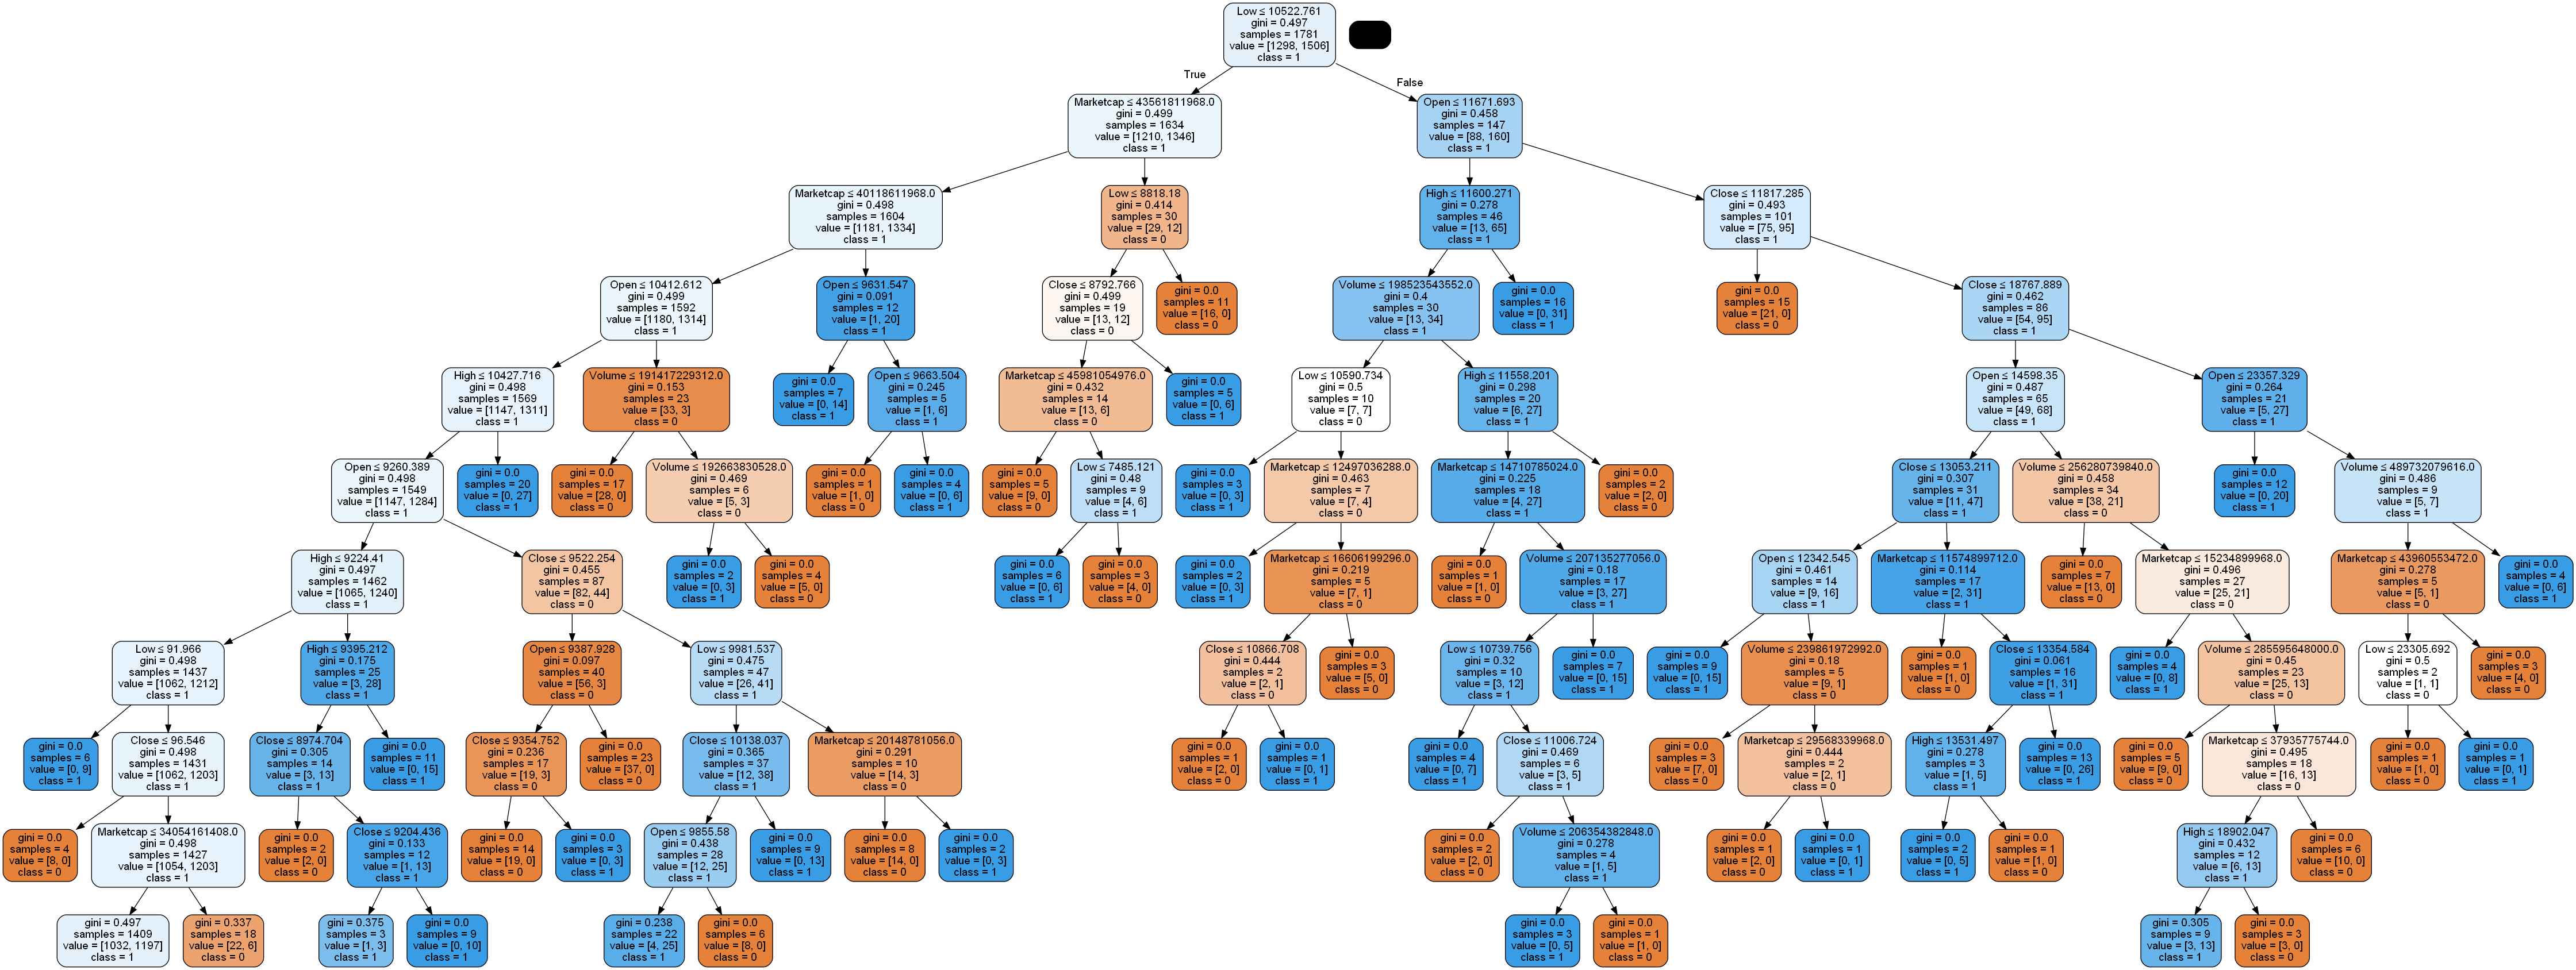 Low ≤ 10522.761
gini = 0.497
samples = 1781
value = [1298, 1506]
class = 1
True
False
Marketcap ≤ 43561811968.0
gini = 0.499
samples = 1634
value = [1210, 1346]
class = 1
Open ≤ 11671.693
gini = 0.458
samples = 147
value = [88, 160]
class = 1
Marketcap ≤ 40118611968.0
gini = 0.498
samples = 1604
value = [1181, 1334]
class = 1
Low ≤ 8818.18
gini = 0.414
samples = 30
value = [29, 12]
class = 0
High ≤ 11600.271
gini = 0.278
samples = 46
value = [13, 65]
class = 1
Close ≤ 11817.285
gini = 0.493
samples = 101
value = [75, 95]
class = 1
Open ≤ 10412.612
gini = 0.499
samples = 1592
value = [1180, 1314]
class = 1
Open ≤ 9631.547
gini = 0.091
samples = 12
value = [1, 20]
class = 1
Close ≤ 8792.766
gini = 0.499
samples = 19
value = [13, 12]
class = 0
gini = 0.0
samples = 11
value = [16, 0]
class = 0
Volume ≤ 198523543552.0
gini = 0.4
samples = 30
value = [13, 34]
class = 1
gini = 0.0
samples = 16
value = [0, 31]
class = 1
gini = 0.0
samples = 15
value = [21, 0]
class = 0
Close ≤ 18767.889
gini = 0.462
samples = 86
value = [54, 95]
class = 1
High ≤ 10427.716
gini = 0.498
samples = 1569
value = [1147, 1311]
class = 1
Volume ≤ 191417229312.0
gini = 0.153
samples = 23
value = [33, 3]
class = 0
gini = 0.0
samples = 7
value = [0, 14]
class = 1
Open ≤ 9663.504
gini = 0.245
samples = 5
value = [1, 6]
class = 1
Marketcap ≤ 45981054976.0
gini = 0.432
samples = 14
value = [13, 6]
class = 0
gini = 0.0
samples = 5
value = [0, 6]
class = 1
Low ≤ 10590.734
gini = 0.5
samples = 10
value = [7, 7]
class = 0
High ≤ 11558.201
gini = 0.298
samples = 20
value = [6, 27]
class = 1
Open ≤ 14598.35
gini = 0.487
samples = 65
value = [49, 68]
class = 1
Open ≤ 23357.329
gini = 0.264
samples = 21
value = [5, 27]
class = 1
Open ≤ 9260.389
gini = 0.498
samples = 1549
value = [1147, 1284]
class = 1
gini = 0.0
samples = 20
value = [0, 27]
class = 1
gini = 0.0
samples = 17
value = [28, 0]
class = 0
Volume ≤ 192663830528.0
gini = 0.469
samples = 6
value = [5, 3]
class = 0
gini = 0.0
samples = 1
value = [1, 0]
class = 0
gini = 0.0
samples = 4
value = [0, 6]
class = 1
gini = 0.0
samples = 5
value = [9, 0]
class = 0
Low ≤ 7485.121
gini = 0.48
samples = 9
value = [4, 6]
class = 1
gini = 0.0
samples = 3
value = [0, 3]
class = 1
Marketcap ≤ 12497036288.0
gini = 0.463
samples = 7
value = [7, 4]
class = 0
Marketcap ≤ 14710785024.0
gini = 0.225
samples = 18
value = [4, 27]
class = 1
gini = 0.0
samples = 2
value = [2, 0]
class = 0
Close ≤ 13053.211
gini = 0.307
samples = 31
value = [11, 47]
class = 1
Volume ≤ 256280739840.0
gini = 0.458
samples = 34
value = [38, 21]
class = 0
gini = 0.0
samples = 12
value = [0, 20]
class = 1
Volume ≤ 489732079616.0
gini = 0.486
samples = 9
value = [5, 7]
class = 1
High ≤ 9224.41
gini = 0.497
samples = 1462
value = [1065, 1240]
class = 1
Close ≤ 9522.254
gini = 0.455
samples = 87
value = [82, 44]
class = 0
gini = 0.0
samples = 2
value = [0, 3]
class = 1
gini = 0.0
samples = 4
value = [5, 0]
class = 0
gini = 0.0
samples = 6
value = [0, 6]
class = 1
gini = 0.0
samples = 3
value = [4, 0]
class = 0
gini = 0.0
samples = 2
value = [0, 3]
class = 1
Marketcap ≤ 16606199296.0
gini = 0.219
samples = 5
value = [7, 1]
class = 0
gini = 0.0
samples = 1
value = [1, 0]
class = 0
Volume ≤ 207135277056.0
gini = 0.18
samples = 17
value = [3, 27]
class = 1
Open ≤ 12342.545
gini = 0.461
samples = 14
value = [9, 16]
class = 1
Marketcap ≤ 11574899712.0
gini = 0.114
samples = 17
value = [2, 31]
class = 1
gini = 0.0
samples = 7
value = [13, 0]
class = 0
Marketcap ≤ 15234899968.0
gini = 0.496
samples = 27
value = [25, 21]
class = 0
Marketcap ≤ 43960553472.0
gini = 0.278
samples = 5
value = [5, 1]
class = 0
gini = 0.0
samples = 4
value = [0, 6]
class = 1
Low ≤ 91.966
gini = 0.498
samples = 1437
value = [1062, 1212]
class = 1
High ≤ 9395.212
gini = 0.175
samples = 25
value = [3, 28]
class = 1
Open ≤ 9387.928
gini = 0.097
samples = 40
value = [56, 3]
class = 0
Low ≤ 9981.537
gini = 0.475
samples = 47
value = [26, 41]
class = 1
Close ≤ 10866.708
gini = 0.444
samples = 2
value = [2, 1]
class = 0
gini = 0.0
samples = 3
value = [5, 0]
class = 0
Low ≤ 10739.756
gini = 0.32
samples = 10
value = [3, 12]
class = 1
gini = 0.0
samples = 7
value = [0, 15]
class = 1
gini = 0.0
samples = 9
value = [0, 15]
class = 1
Volume ≤ 239861972992.0
gini = 0.18
samples = 5
value = [9, 1]
class = 0
gini = 0.0
samples = 1
value = [1, 0]
class = 0
Close ≤ 13354.584
gini = 0.061
samples = 16
value = [1, 31]
class = 1
gini = 0.0
samples = 4
value = [0, 8]
class = 1
Volume ≤ 285595648000.0
gini = 0.45
samples = 23
value = [25, 13]
class = 0
Low ≤ 23305.692
gini = 0.5
samples = 2
value = [1, 1]
class = 0
gini = 0.0
samples = 3
value = [4, 0]
class = 0
gini = 0.0
samples = 6
value = [0, 9]
class = 1
Close ≤ 96.546
gini = 0.498
samples = 1431
value = [1062, 1203]
class = 1
Close ≤ 8974.704
gini = 0.305
samples = 14
value = [3, 13]
class = 1
gini = 0.0
samples = 11
value = [0, 15]
class = 1
Close ≤ 9354.752
gini = 0.236
samples = 17
value = [19, 3]
class = 0
gini = 0.0
samples = 23
value = [37, 0]
class = 0
Close ≤ 10138.037
gini = 0.365
samples = 37
value = [12, 38]
class = 1
Marketcap ≤ 20148781056.0
gini = 0.291
samples = 10
value = [14, 3]
class = 0
gini = 0.0
samples = 1
value = [2, 0]
class = 0
gini = 0.0
samples = 1
value = [0, 1]
class = 1
gini = 0.0
samples = 4
value = [0, 7]
class = 1
Close ≤ 11006.724
gini = 0.469
samples = 6
value = [3, 5]
class = 1
gini = 0.0
samples = 3
value = [7, 0]
class = 0
Marketcap ≤ 29568339968.0
gini = 0.444
samples = 2
value = [2, 1]
class = 0
High ≤ 13531.497
gini = 0.278
samples = 3
value = [1, 5]
class = 1
gini = 0.0
samples = 13
value = [0, 26]
class = 1
gini = 0.0
samples = 5
value = [9, 0]
class = 0
Marketcap ≤ 37935775744.0
gini = 0.495
samples = 18
value = [16, 13]
class = 0
gini = 0.0
samples = 1
value = [1, 0]
class = 0
gini = 0.0
samples = 1
value = [0, 1]
class = 1
gini = 0.0
samples = 4
value = [8, 0]
class = 0
Marketcap ≤ 34054161408.0
gini = 0.498
samples = 1427
value = [1054, 1203]
class = 1
gini = 0.0
samples = 2
value = [2, 0]
class = 0
Close ≤ 9204.436
gini = 0.133
samples = 12
value = [1, 13]
class = 1
gini = 0.0
samples = 14
value = [19, 0]
class = 0
gini = 0.0
samples = 3
value = [0, 3]
class = 1
Open ≤ 9855.58
gini = 0.438
samples = 28
value = [12, 25]
class = 1
gini = 0.0
samples = 9
value = [0, 13]
class = 1
gini = 0.0
samples = 8
value = [14, 0]
class = 0
gini = 0.0
samples = 2
value = [0, 3]
class = 1
gini = 0.0
samples = 2
value = [2, 0]
class = 0
Volume ≤ 206354382848.0
gini = 0.278
samples = 4
value = [1, 5]
class = 1
gini = 0.0
samples = 1
value = [2, 0]
class = 0
gini = 0.0
samples = 1
value = [0, 1]
class = 1
gini = 0.0
samples = 2
value = [0, 5]
class = 1
gini = 0.0
samples = 1
value = [1, 0]
class = 0
High ≤ 18902.047
gini = 0.432
samples = 12
value = [6, 13]
class = 1
gini = 0.0
samples = 6
value = [10, 0]
class = 0
gini = 0.497
samples = 1409
value = [1032, 1197]
class = 1
gini = 0.337
samples = 18
value = [22, 6]
class = 0
gini = 0.375
samples = 3
value = [1, 3]
class = 1
gini = 0.0
samples = 9
value = [0, 10]
class = 1
gini = 0.238
samples = 22
value = [4, 25]
class = 1
gini = 0.0
samples = 6
value = [8, 0]
class = 0
gini = 0.0
samples = 3
value = [0, 5]
class = 1
gini = 0.0
samples = 1
value = [1, 0]
class = 0
gini = 0.305
samples = 9
value = [3, 13]
class = 1
gini = 0.0
samples = 3
value = [3, 0]
class = 0